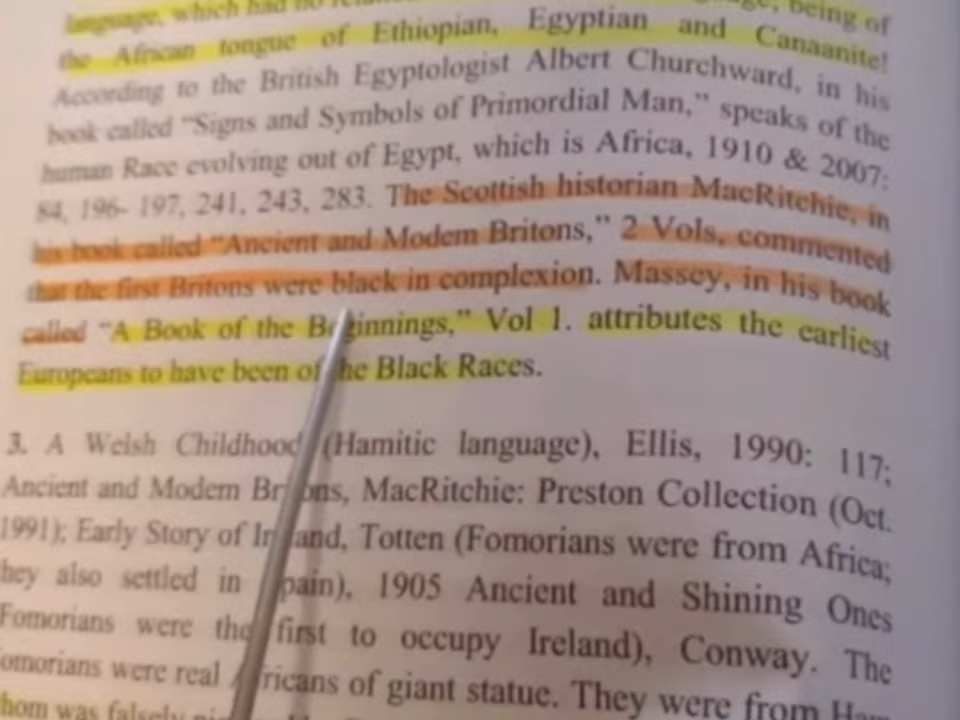 language, which had no being of
the African tongue of Ethiopian, Egyptian and Canaanite!
According to the British Egyptologist Albert Churchward, in his
book called "Signs and Symbols of Primordial Man," speaks of the
human Race evolving out of Egypt, which is Africa, 1910 & 2007:
84, 196- 197, 241, 243, 283. The Scottish historian MacRitchie, in
his book called "Ancient and Modem Britons," 2 Vols, commented
that the first Britons were black in complexion. Massey, in his book
called "A Book of the Beginnings," Vol 1. attributes the earliest
Europeans to have been of the Black Races.
3. A Welsh Childhood (Hamitic language), Ellis, 1990: 117;
Ancient and Modem Britons, MacRitchie: Preston Collection (Oct.
1991); Early Story of Ireland, Totten (Fomorians were from Africa;
they also settled in Spain), 1905 Ancient and Shining Ones
Fomorians were the first to occupy Ireland), Conway. The
Fomorians were real Africans of giant statue. They were from Ham
whom was falsely